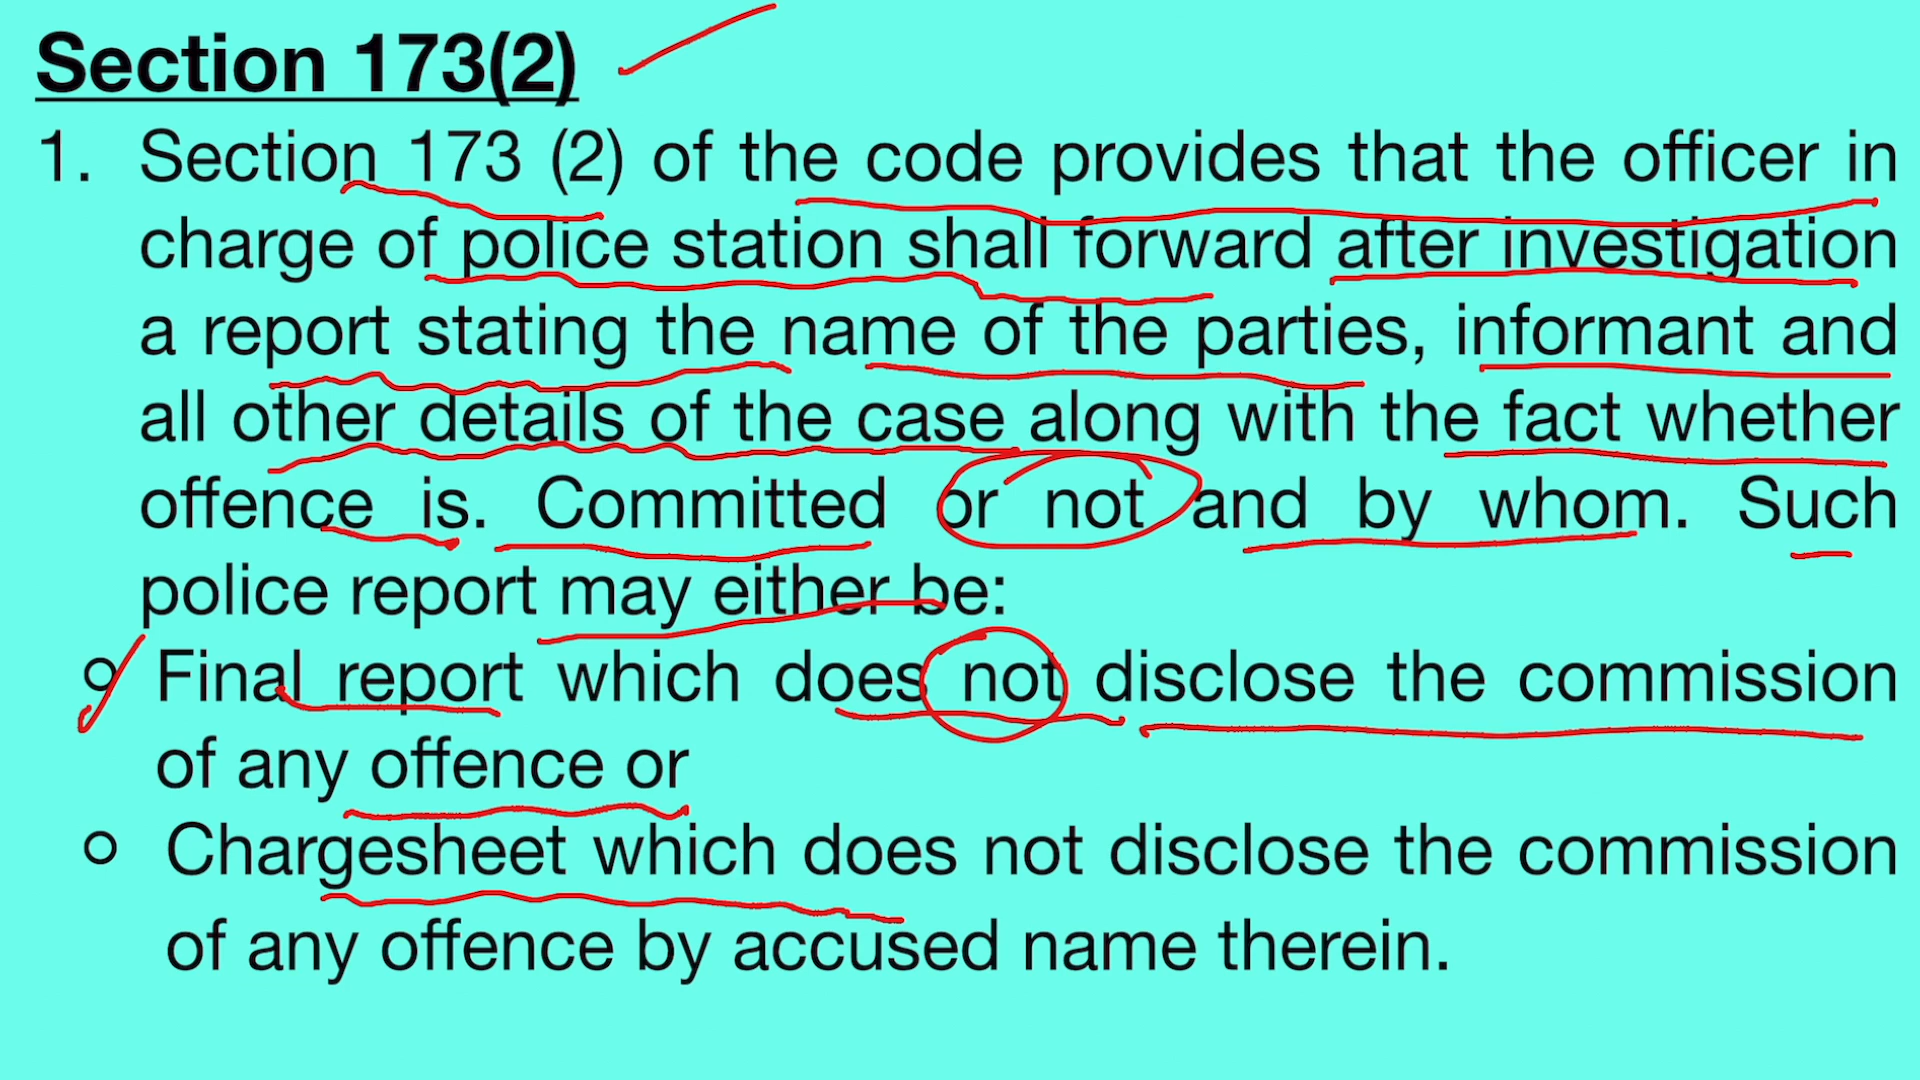 Section 173(2)
1. Section 173 (2) of the code provides that the officer in
charge of police station shall forward after investigation
a report stating the name of the parties, informant and
all other details of the case along with the fact whether
offence is. Committed or not and by whom. Such
police report may either be:
Final report which does not disclose the commission
of any offence or
Chargesheet which does not disclose the commission
of any offence by accused name therein.